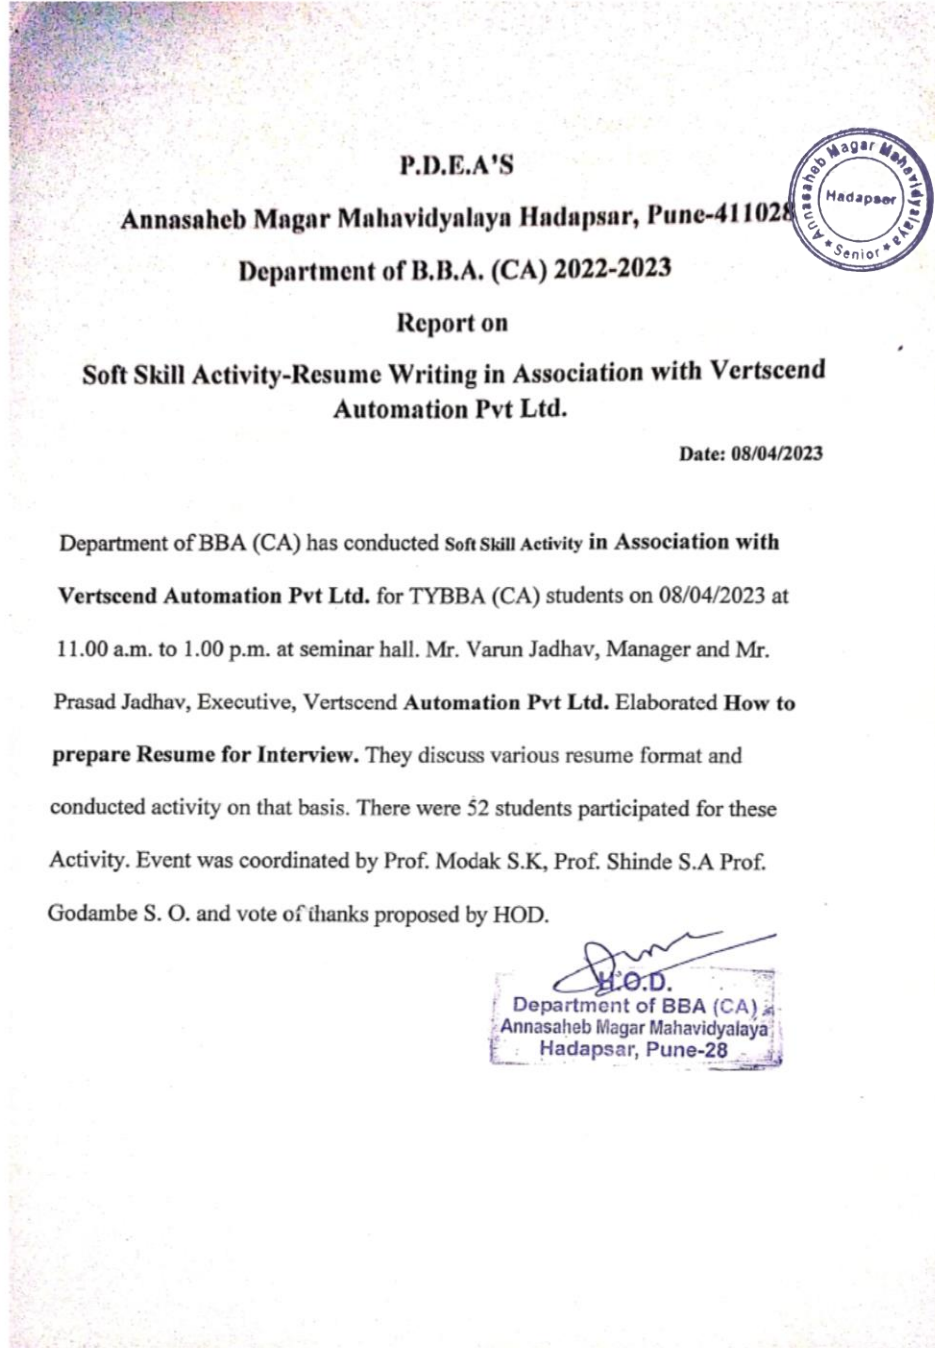 P.D.E.A'S
Annasaheb Magar Mahavidyalaya Hadapsar, Pune-411028
Annasaheb Magar Mahavidyalaya
Hadapsar
★ Senior ★
Department of B.B.A. (CA) 2022-2023
Report on
Soft Skill Activity-Resume Writing in Association with Vertscend
Automation Pvt Ltd.
Date: 08/04/2023
Department of BBA (CA) has conducted Soft Skill Activity in Association with
Vertscend Automation Pvt Ltd. for TYBBA (CA) students on 08/04/2023 at
11.00 a.m. to 1.00 p.m. at seminar hall. Mr. Varun Jadhav, Manager and Mr.
Prasad Jadhav, Executive, Vertscend Automation Pvt Ltd. Elaborated How to
prepare Resume for Interview. They discuss various resume format and
conducted activity on that basis. There were 52 students participated for these
Activity. Event was coordinated by Prof. Modak S.K, Prof. Shinde S.A Prof.
Godambe S. O. and vote of thanks proposed by HOD.
H.O.D.
Department of BBA (CA)
Annasaheb Magar Mahavidyalaya
Hadapsar, Pune-28